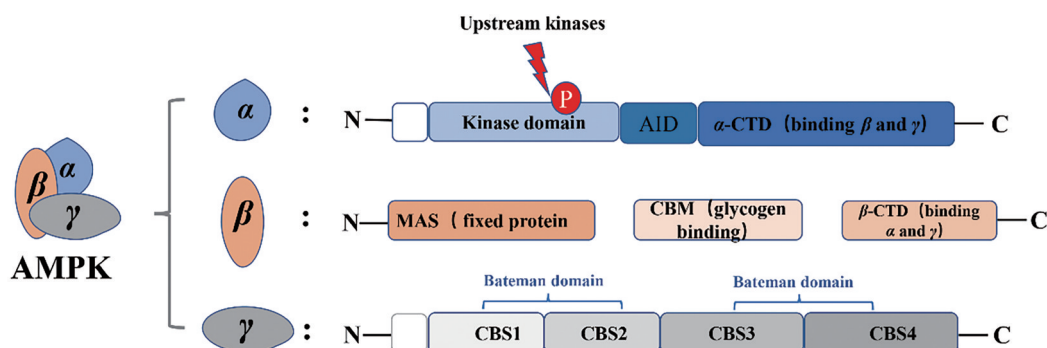 Upstream kinases
P
α : N Kinase domain AID α-CTD（binding β and γ） C
β α γ
AMPK
β : N MAS（ fixed protein CBM（glycogen binding） β-CTD（binding α and γ） C
Bateman domain Bateman domain
γ : N CBS1 CBS2 CBS3 CBS4 C